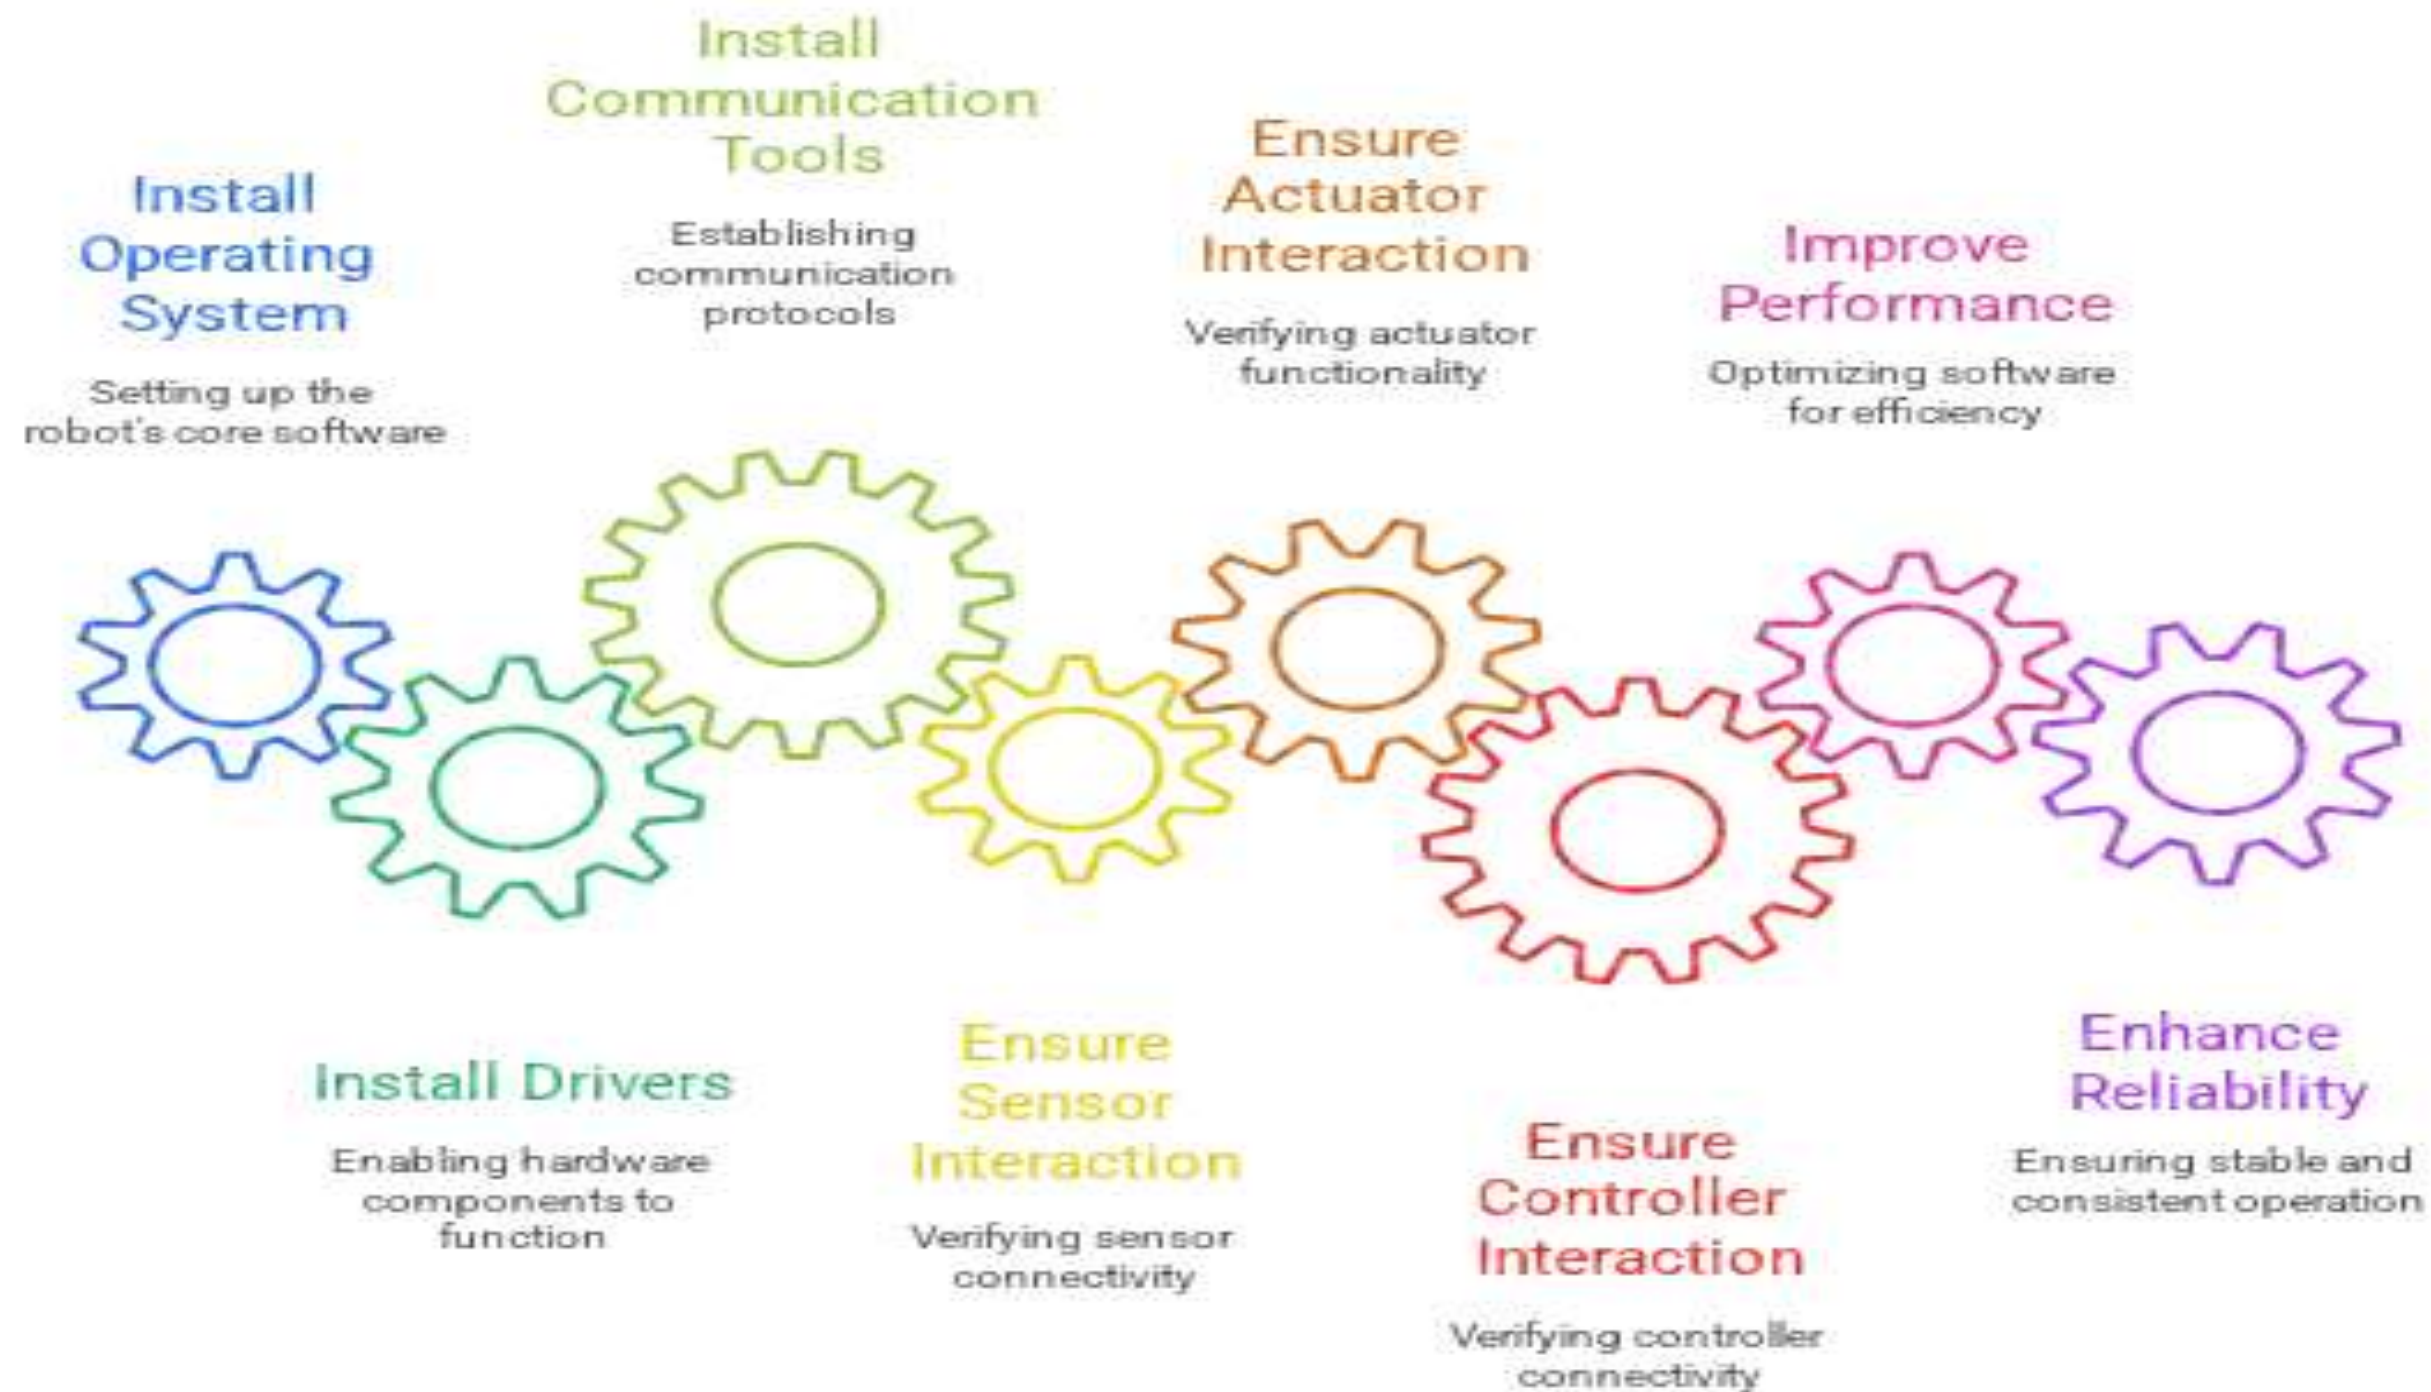 Install
Operating
System
Setting up the
robot's core software
Install Drivers
Enabling hardware
components to
function
Install
Communication
Tools
Establishing
communication
protocols
Ensure
Sensor
Interaction
Verifying sensor
connectivity
Ensure
Actuator
Interaction
Verifying actuator
functionality
Ensure
Controller
Interaction
Verifying controller
connectivity
Improve
Performance
Optimizing software
for efficiency
Enhance
Reliability
Ensuring stable and
consistent operation